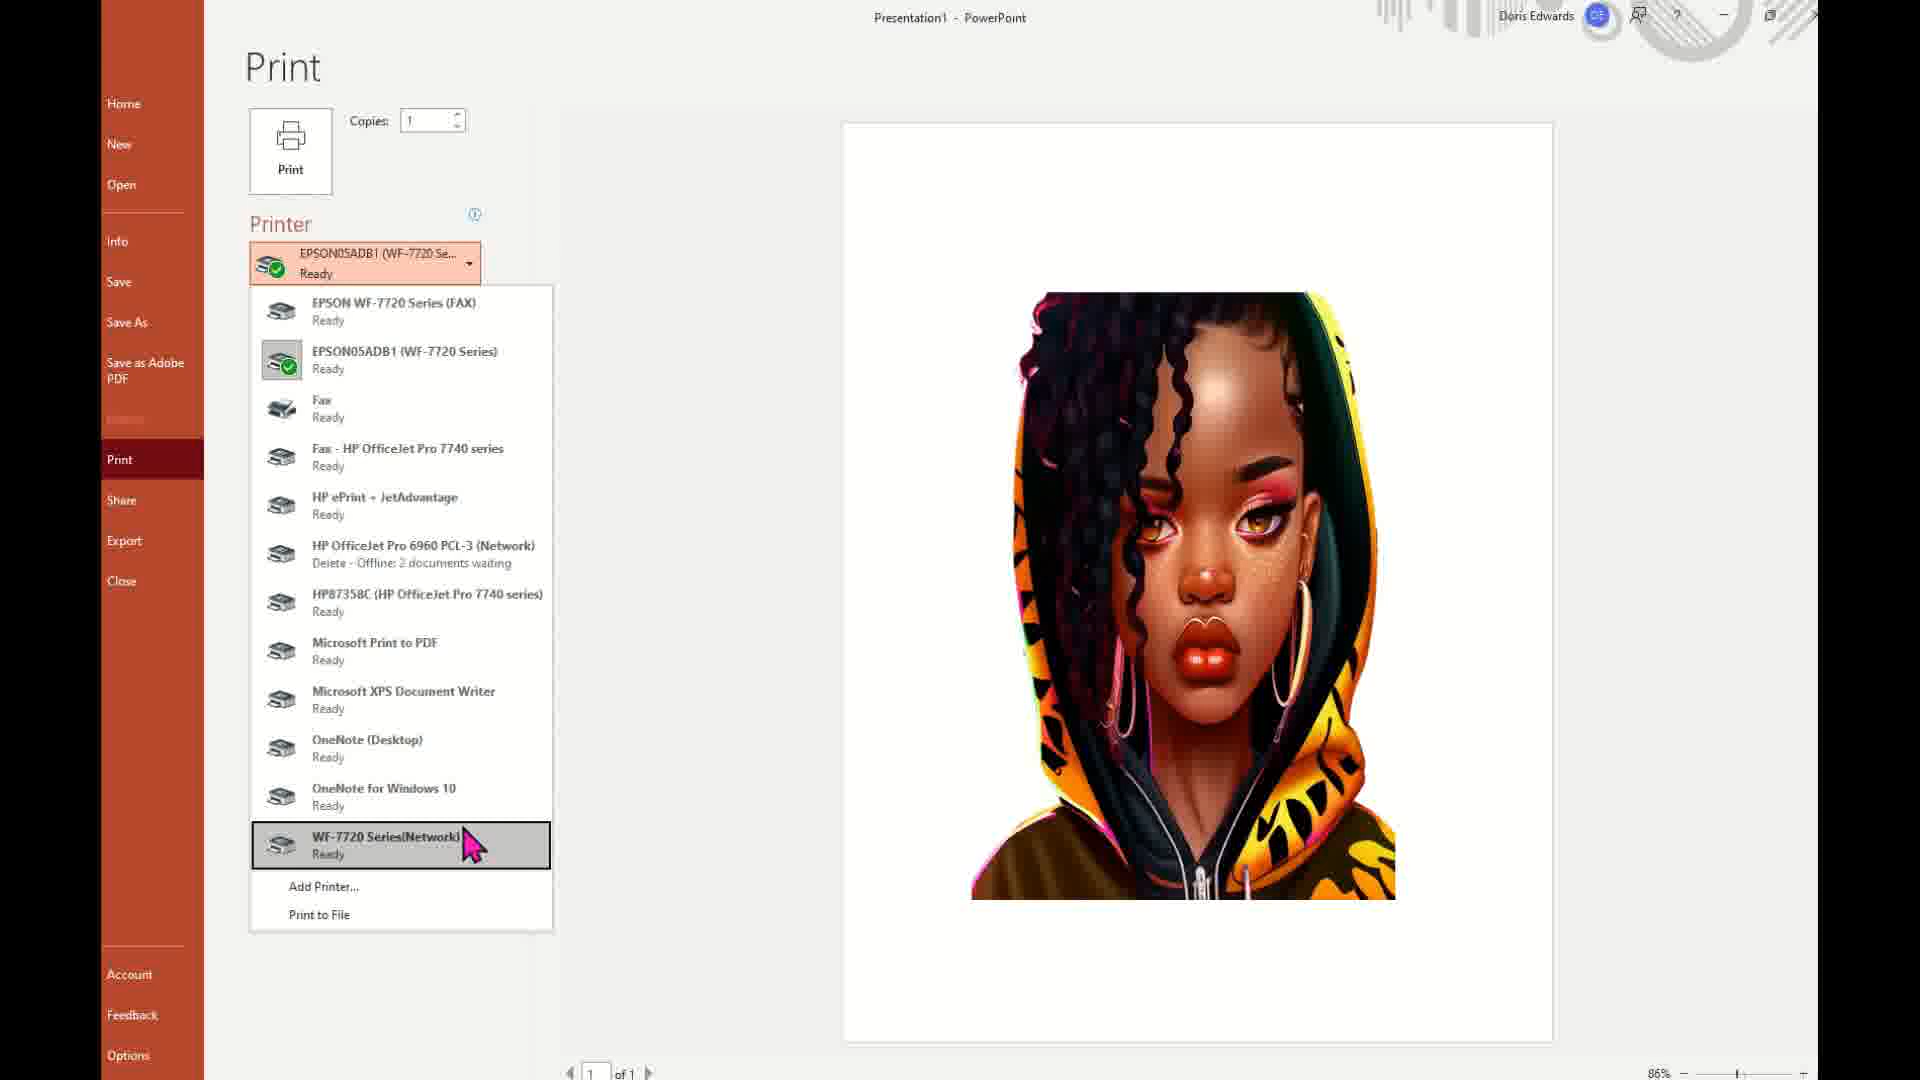 Presentation1 - PowerPoint
Doris Edwards
DE
?
Print
Home
New
Open
Info
Save
Save As
Save as Adobe
PDF
Print
Share
Export
Close
Account
Feedback
Options
Copies: 1
Print
Printer
EPSON05ADB1 (WF-7720 Se...
Ready
EPSON WF-7720 Series (FAX)
Ready
EPSON05ADB1 (WF-7720 Series)
Ready
Fax
Ready
Fax - HP OfficeJet Pro 7740 series
Ready
HP ePrint + JetAdvantage
Ready
HP OfficeJet Pro 6960 PCL-3 (Network)
Delete - Offline: 2 documents waiting
HP87358C (HP OfficeJet Pro 7740 series)
Ready
Microsoft Print to PDF
Ready
Microsoft XPS Document Writer
Ready
OneNote (Desktop)
Ready
OneNote for Windows 10
Ready
WF-7720 Series(Network)
Ready
Add Printer...
Print to File
1 of 1
86%